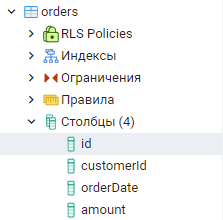 orders
RLS Policies
Индексы
Ограничения
Правила
Столбцы (4)
id
customerId
orderDate
amount